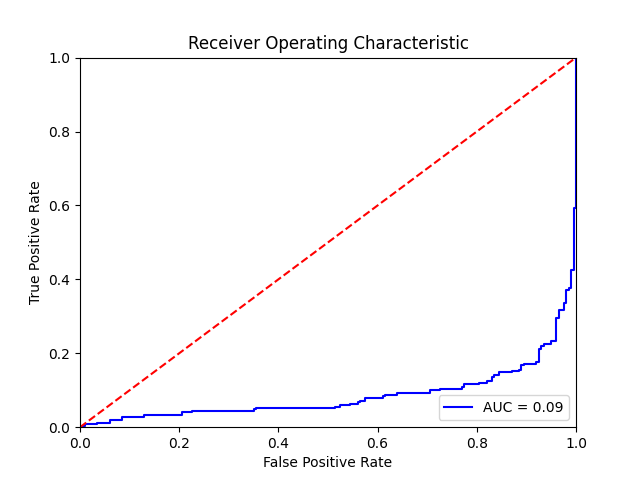 Receiver Operating Characteristic
1.0
0.8
0.6
0.4
0.2
0.0
True Positive Rate
AUC = 0.09
0.0 0.2 0.4 0.6 0.8 1.0
False Positive Rate